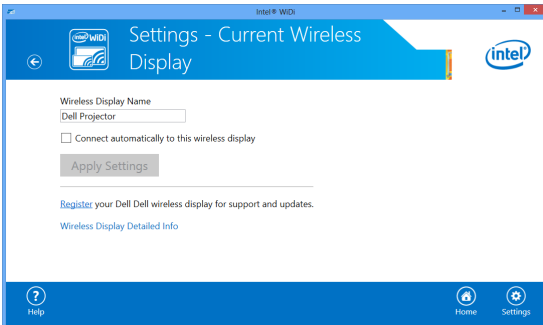 Intel® WiDi
intel WiDi
Settings - Current Wireless
Display
intel
Wireless Display Name
Dell Projector
Connect automatically to this wireless display
Apply Settings
Register your Dell Dell wireless display for support and updates.
Wireless Display Detailed Info
?
Help
Home
Settings